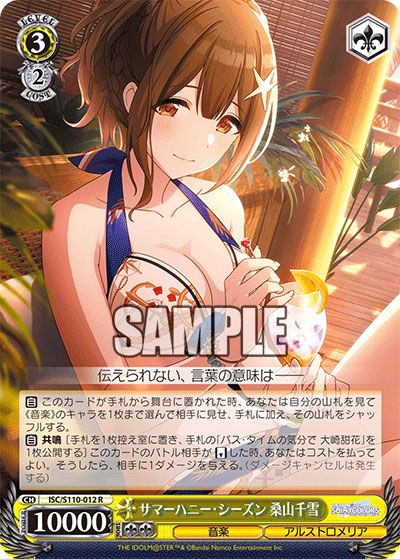 LEVEL
3
2
COST
SAMPLE
伝えられない、言葉の意味は――
自 このカードが手札から舞台に置かれた時、あなたは自分の山札を見て
《音楽》のキャラを1枚まで選んで相手に見せ、手札に加え、その山札をシャッ
フルする。
自 共鳴 [手札を1枚控え室に置き、手札の「バス・タイムの気分で 大崎甜花」を
1枚公開する] このカードのバトル相手が した時、あなたはコストを払ってよ
い。そうしたら、相手に1ダメージを与える。(ダメージキャンセルは発生
する)
CH ISC/S110-012 R
サマーハニー・シーズン 桑山千雪
SHINYCOLORS
POWER
10000
SOUL
音楽
アルストロメリア
THE IDOLM@STER™& ©Bandai Namco Entertainment Inc.